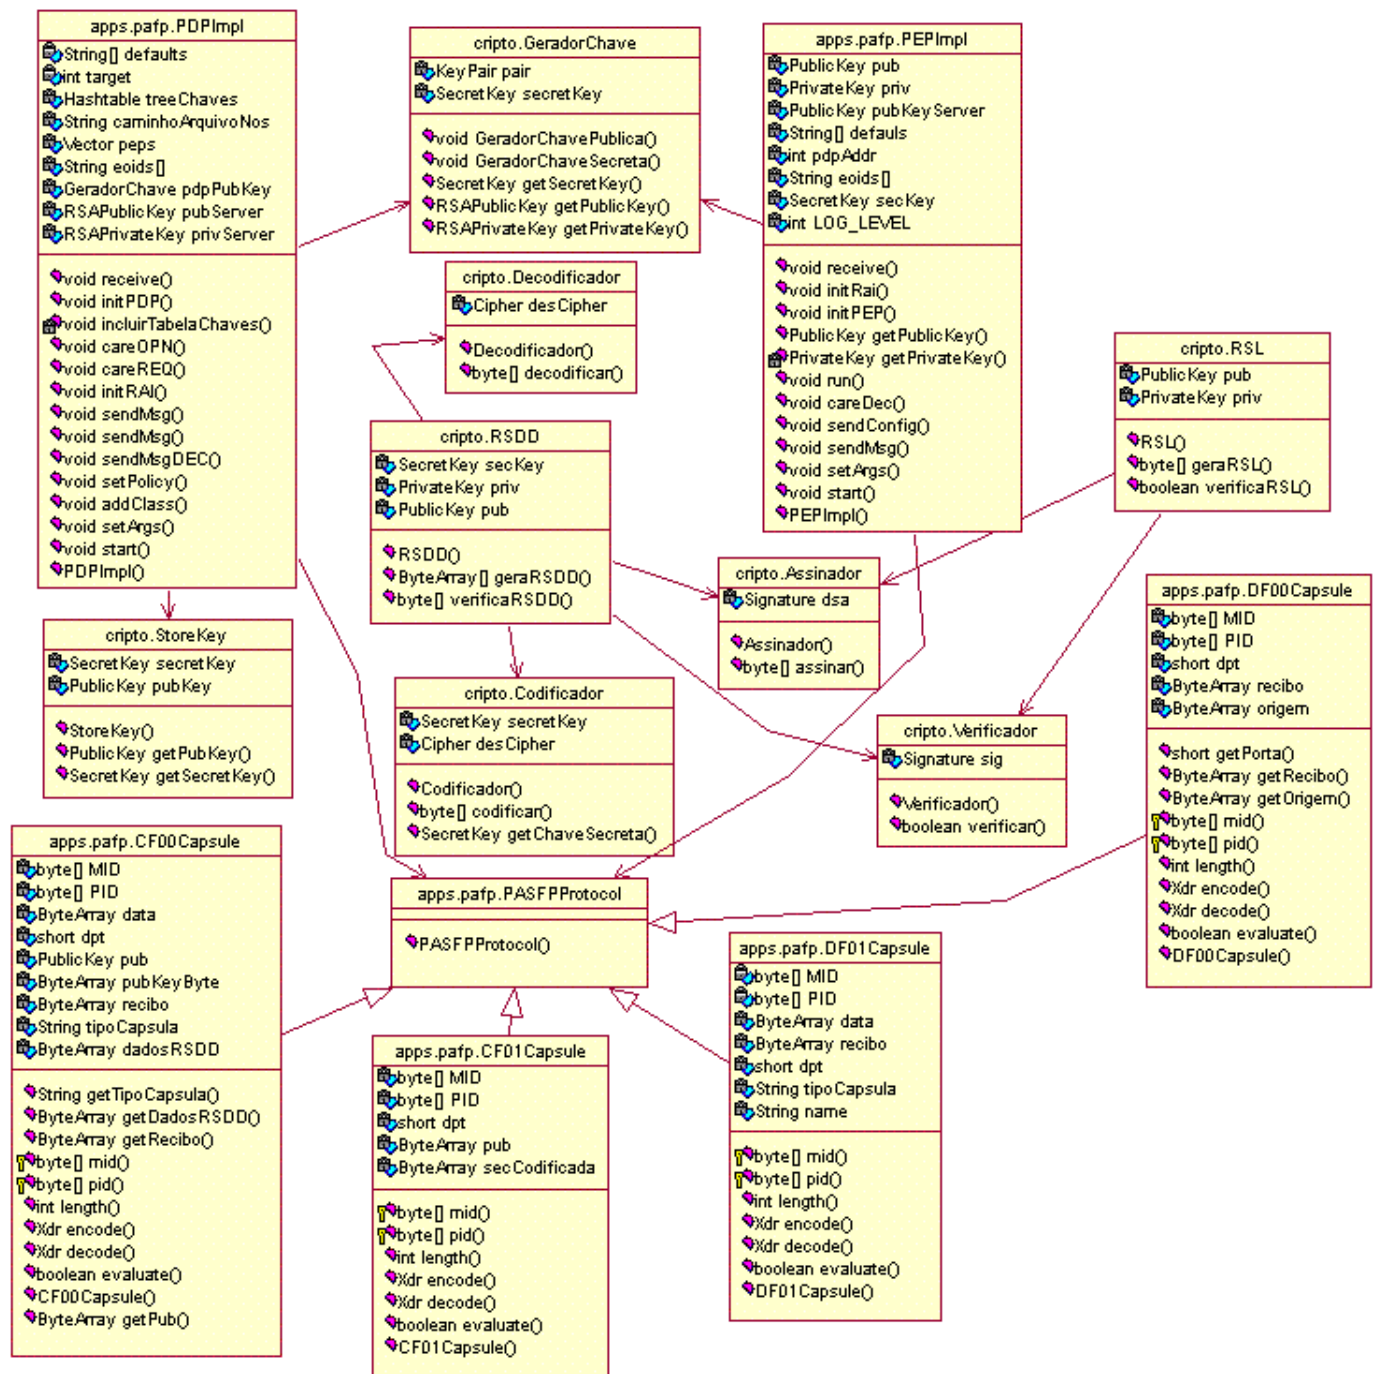 apps.pafp.PDPImpl
String[] defaults
int target
Hashtable treeChaves
String caminhoArquivoNos
Vector peps
String eoids[]
GeradorChave pdpPubKey
RSAPublicKey pubServer
RSAPrivateKey privServer
void receive()
void initPDP()
void incluirTabelaChaves()
void careOPN()
void careREQ()
void initRAI()
void sendMsg()
void sendMsg()
void sendMsgDEC()
void setPolicy()
void addClass()
void setArgs()
void start()
PDPImpl()
cripto.GeradorChave
KeyPair pair
SecretKey secretKey
void GeradorChavePublica()
void GeradorChaveSecreta()
SecretKey getSecretKey()
RSAPublicKey getPublicKey()
RSAPrivateKey getPrivateKey()
apps.pafp.PEPImpl
PublicKey pub
PrivateKey priv
PublicKey pubKeyServer
String[] defauls
int pdpAddr
String eoids[]
SecretKey secKey
int LOG_LEVEL
void receive()
void initRai()
void initPEP()
PublicKey getPublicKey()
PrivateKey getPrivateKey()
void run()
void careDec()
void sendConfig()
void sendMsg()
void setArgs()
void start()
PEPImpl()
cripto.Decodificador
Cipher desCipher
Decodificador()
byte[] decodificar()
cripto.RSL
PublicKey pub
PrivateKey priv
RSL()
byte[] geraRSL()
boolean verificaRSL()
cripto.RSDD
SecretKey secKey
PrivateKey priv
PublicKey pub
RSDD()
ByteArray[] geraRSDD()
byte[] verificaRSDD()
cripto.Assinador
Signature dsa
Assinador()
byte[] assinar()
apps.pafp.DF00Capsule
byte[] MID
byte[] PID
short dpt
ByteArray recibo
ByteArray origem
short getPorta()
ByteArray getRecibo()
ByteArray getOrigem()
byte[] mid()
byte[] pid()
int length()
Xdr encode()
Xdr decode()
boolean evaluate()
DF00Capsule()
cripto.StoreKey
SecretKey secretKey
PublicKey pubKey
StoreKey()
PublicKey getPubKey()
SecretKey getSecretKey()
cripto.Codificador
SecretKey secretKey
Cipher desCipher
Codificador()
byte[] codificar()
SecretKey getChaveSecreta()
cripto.Verificador
Signature sig
Verificador()
boolean verificar()
apps.pafp.CF00Capsule
byte[] MID
byte[] PID
ByteArray data
short dpt
PublicKey pub
ByteArray pubKeyByte
ByteArray recibo
String tipoCapsula
ByteArray dadosRSDD
String getTipoCapsula()
ByteArray getDadosRSDD()
ByteArray getRecibo()
byte[] mid()
byte[] pid()
int length()
Xdr encode()
Xdr decode()
boolean evaluate()
CF00Capsule()
ByteArray getPub()
apps.pafp.PASFPProtocol
PASFPProtocol()
apps.pafp.DF01Capsule
byte[] MID
byte[] PID
ByteArray data
ByteArray recibo
short dpt
String tipoCapsula
String name
byte[] mid()
byte[] pid()
int length()
Xdr encode()
Xdr decode()
boolean evaluate()
DF01Capsule()
apps.pafp.CF01Capsule
byte[] MID
byte[] PID
short dpt
ByteArray pub
ByteArray secCodificada
byte[] mid()
byte[] pid()
int length()
Xdr encode()
Xdr decode()
boolean evaluate()
CF01Capsule()